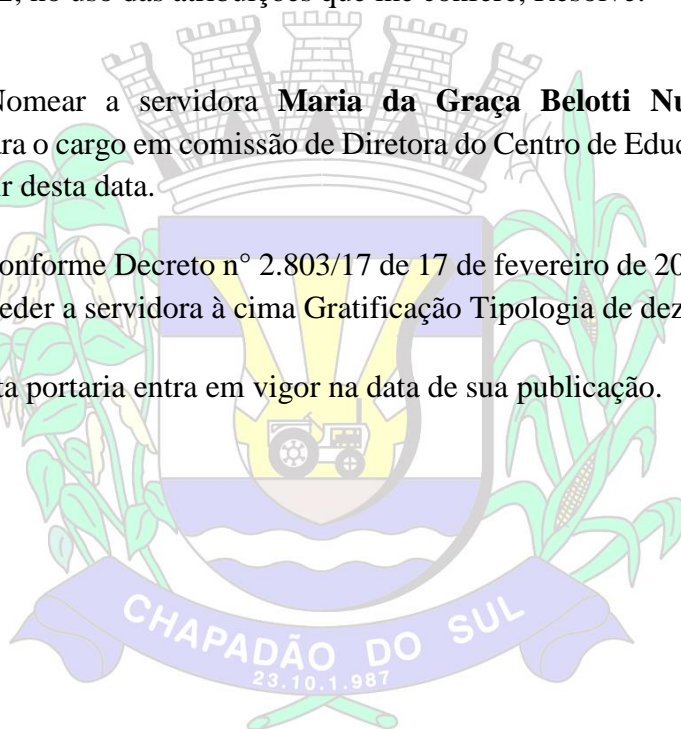 no uso das atribuições que lhe confere, Resolve:
Nomear a servidora Maria da Graça Belotti
o cargo em comissão de Diretora do Centro de
desta data.
onforme Decreto n° 2.803/17 de 17 de fevereiro de 20
eder a servidora à cima Gratificação Tipologia de dez
ta portaria entra em vigor na data de sua publicação.
CHAPADÃO DO SUL
23.10.1.987